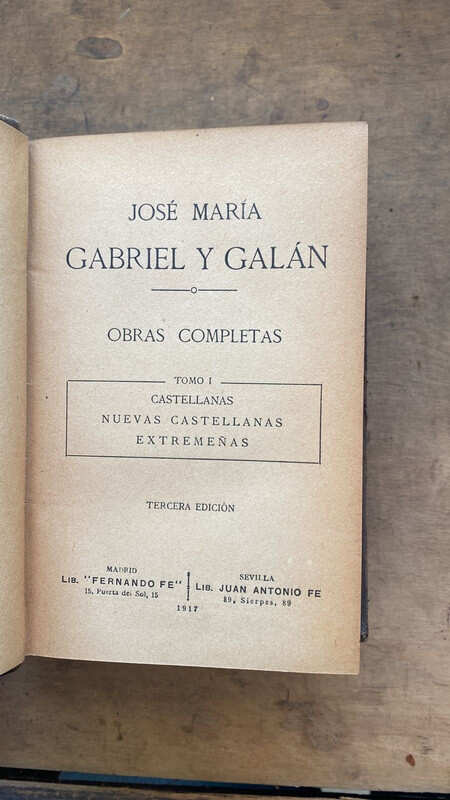 JOSÉ MARÍA
GABRIEL Y GALÁN
OBRAS COMPLETAS
TOMO I
CASTELLANAS
NUEVAS CASTELLANAS
EXTREMEÑAS
TERCERA EDICIÓN
MADRID
LIB. "FERNANDO FE"
15, Puerta del Sol, 15
SEVILLA
LIB. JUAN ANTONIO FE
89, Sierpes, 89
1917